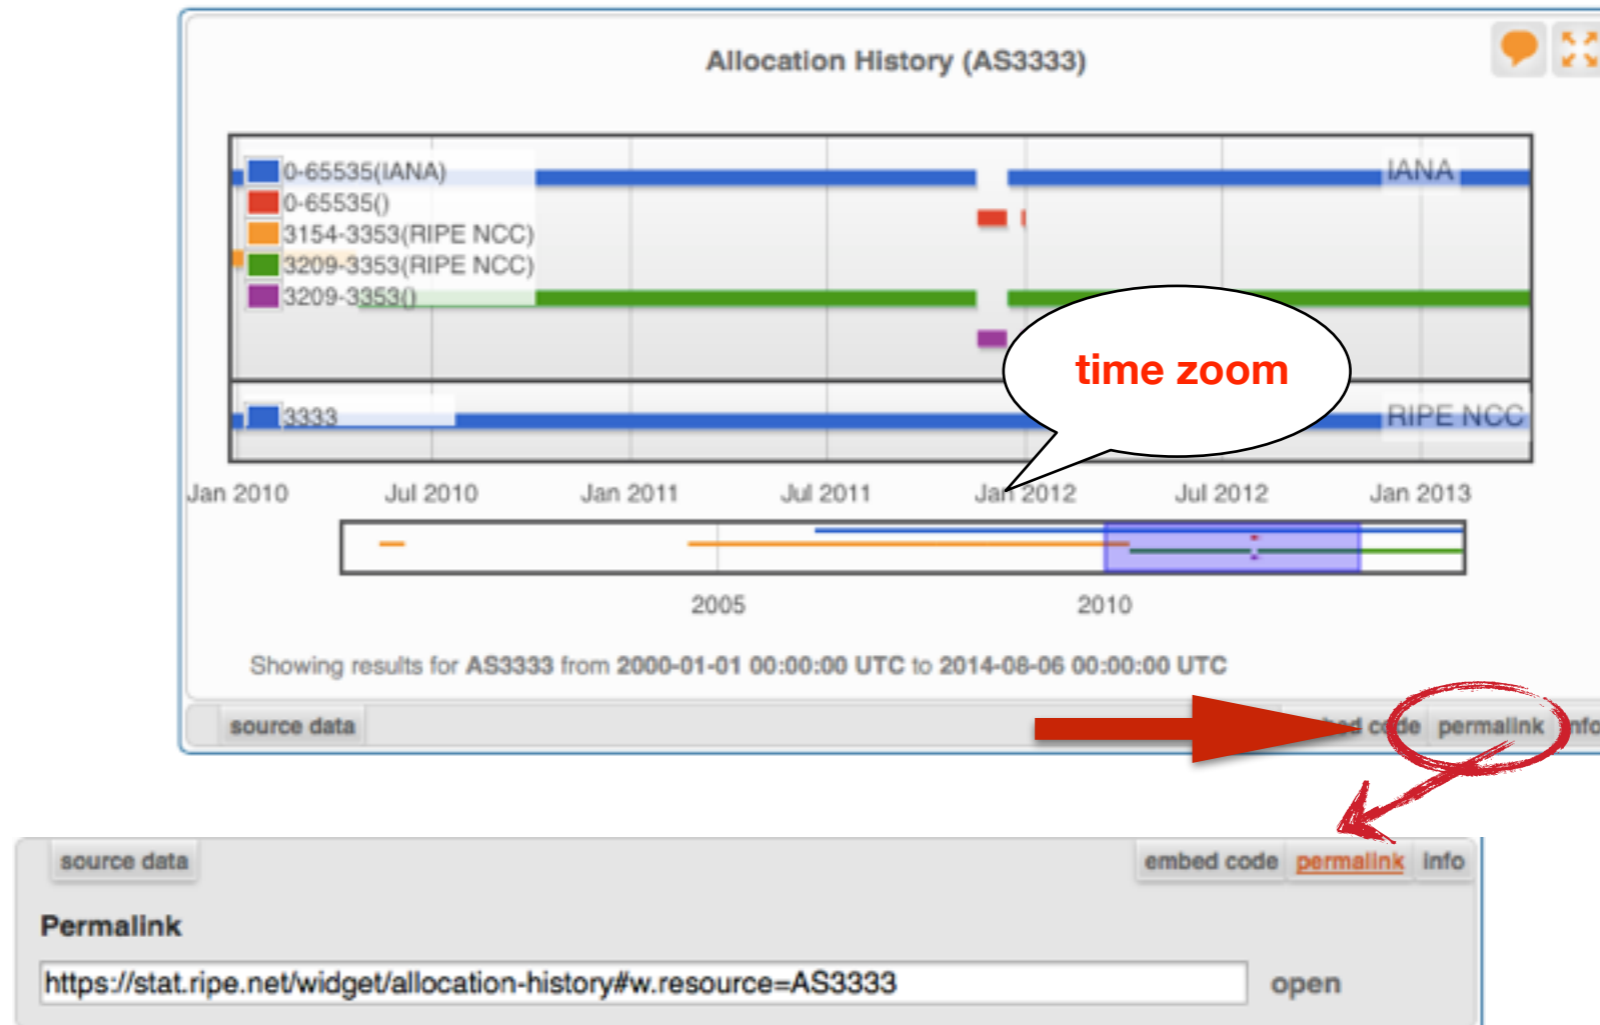 Allocation History (AS3333)
0-65535(IANA)
IANA
0-65535()
3154-3353(RIPE NCC)
3209-3353(RIPE NCC)
3209-3353()
time zoom
3333
RIPE NCC
Jan 2010 Jul 2010 Jan 2011 Jul 2011 Jan 2012 Jul 2012 Jan 2013
2005 2010
Showing results for AS3333 from 2000-01-01 00:00:00 UTC to 2014-08-06 00:00:00 UTC
source data code permalink
source data embed code permalink info
Permalink
https://stat.ripe.net/widget/allocation-history#w.resource=AS3333 open